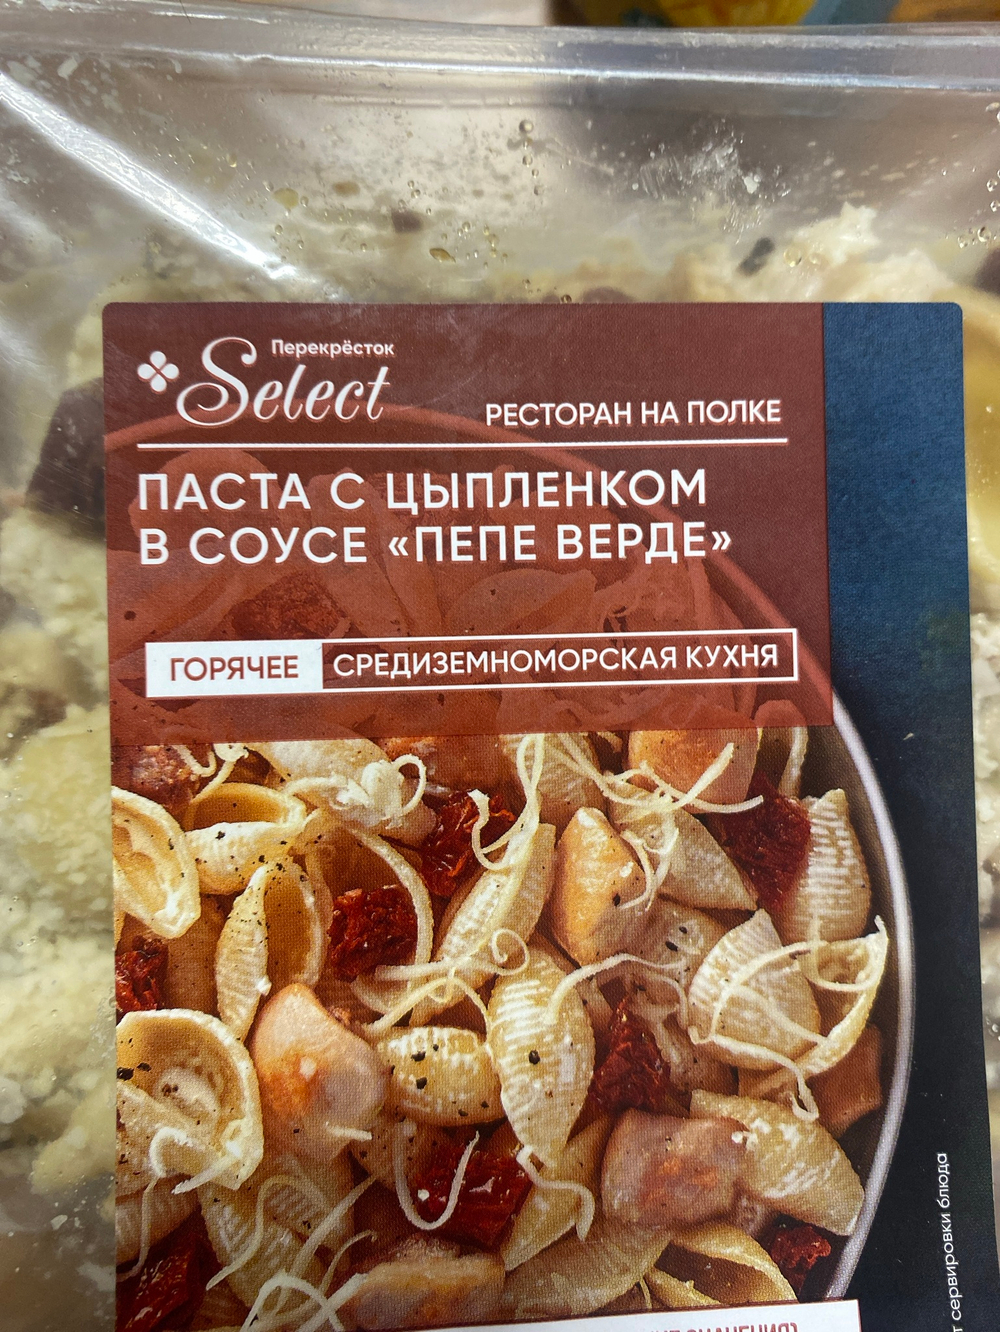 Перекрёсток
Select
РЕСТОРАН НА ПОЛКЕ
ПАСТА С ЦЫПЛЕНКОМ
В СОУСЕ «ПЕПЕ ВЕРДЕ»
ГОРЯЧЕЕ СРЕДИЗЕМНОМОРСКАЯ КУХНЯ
сервировки блюда